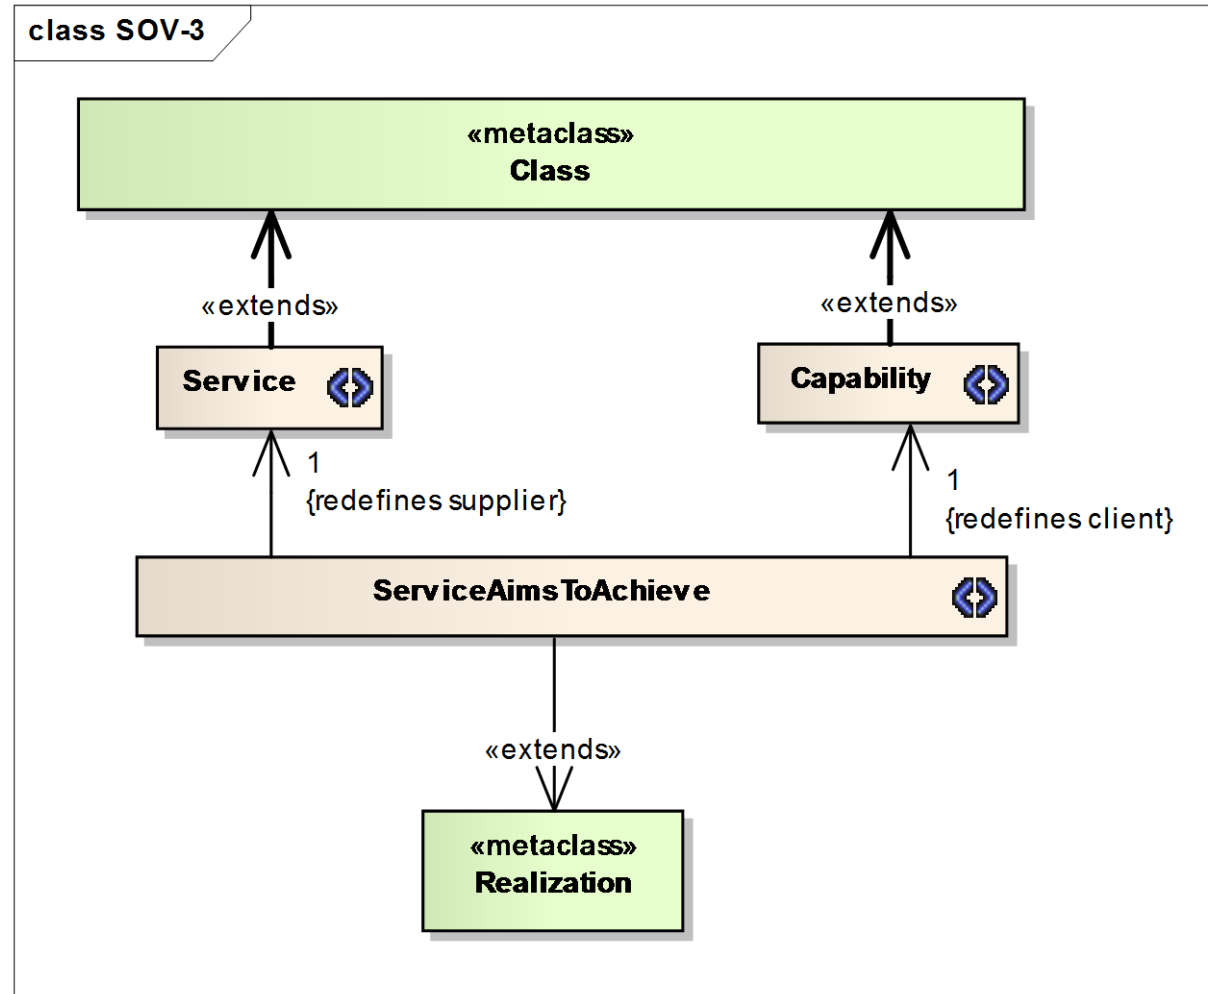 class SOV-3
«metaclass»
Class
«extends»
«extends»
Service
Capability
1
{redefines supplier}
1
{redefines client}
ServiceAimsToAchieve
«extends»
«metaclass»
Realization